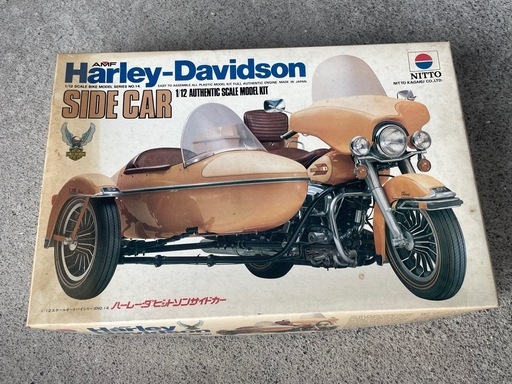 AMF
Harley-Davidson
1/12 SCALE BIKE MODEL SERIES NO.14
EASY TO ASSEMBLE ALL PLASTIC MODEL KIT FULL AUTHENTIC ENGINE MADE IN JAPAN
SIDE CAR
1:12 AUTHENTIC SCALE MODEL KIT
NITTO
NITTO KAGAKU CO.,LTD.
ハーレーダビットソンサイドカー
Harley